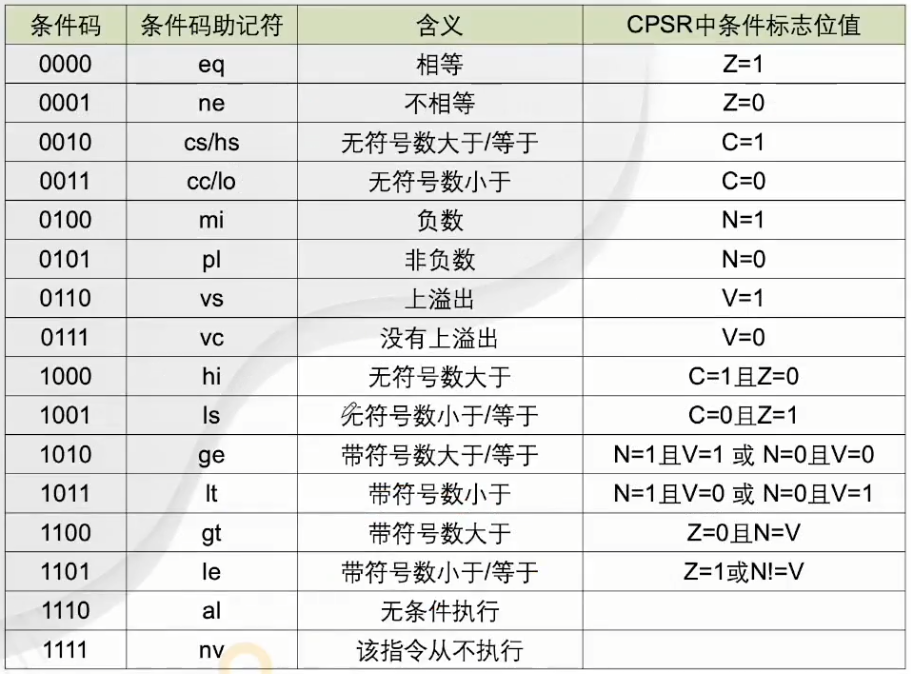 条件码 条件码助记符 含义 CPSR中条件标志位值
0000 eq 相等 Z=1
0001 ne 不相等 Z=0
0010 cs/hs 无符号数大于/等于 C=1
0011 cc/lo 无符号数小于 C=0
0100 mi 负数 N=1
0101 pl 非负数 N=0
0110 vs 上溢出 V=1
0111 vc 没有上溢出 V=0
1000 hi 无符号数大于 C=1且Z=0
1001 ls 无符号数小于/等于 C=0且Z=1
1010 ge 带符号数大于/等于 N=1且V=1 或 N=0且V=0
1011 lt 带符号数小于 N=1且V=0 或 N=0且V=1
1100 gt 带符号数大于 Z=0且N=V
1101 le 带符号数小于/等于 Z=1或N!=V
1110 al 无条件执行
1111 nv 该指令从不执行